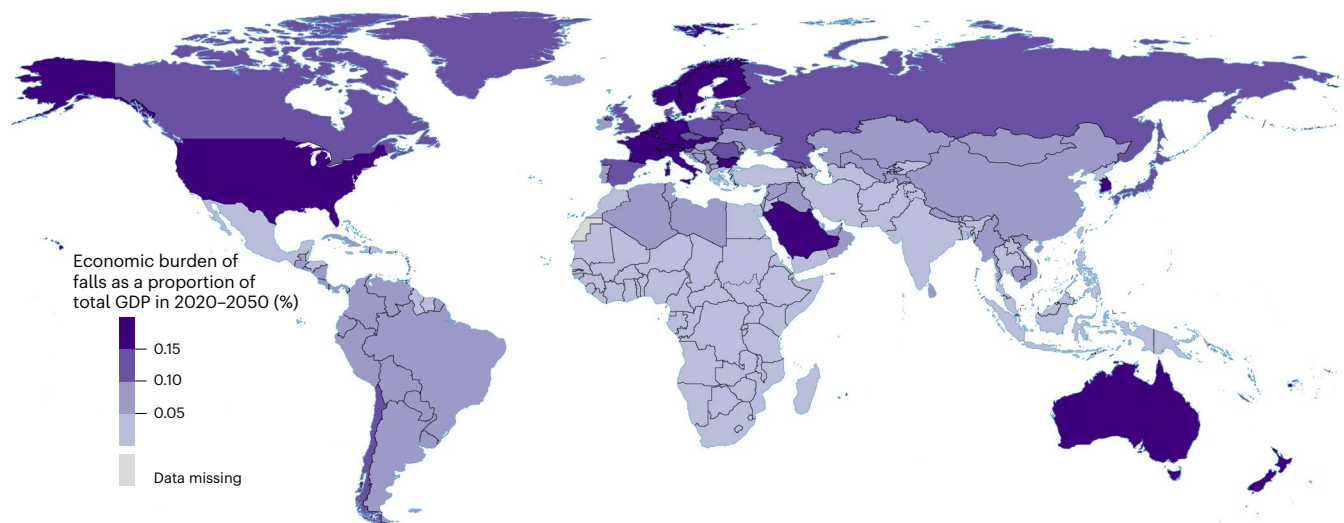 Economic burden of
falls as a proportion of
total GDP in 2020–2050 (%)
0.15
0.10
0.05
Data missing